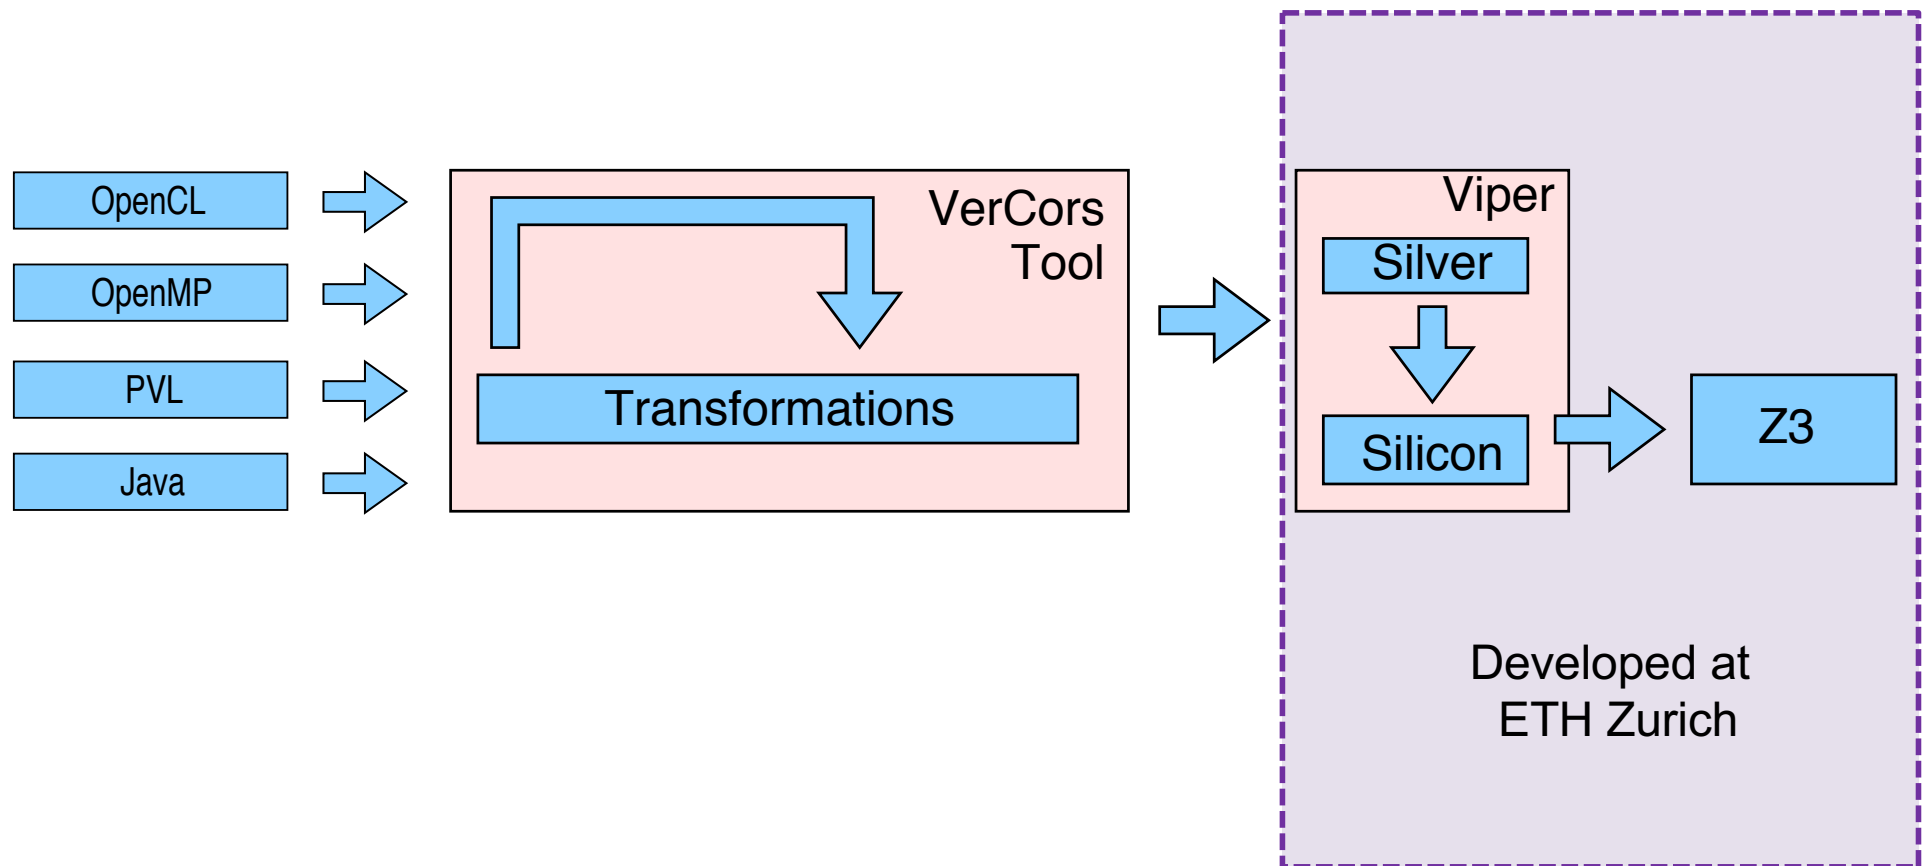 OpenCL
OpenMP
PVL
Java
VerCors
Tool
Transformations
Viper
Silver
Silicon
Z3
Developed at
ETH Zurich